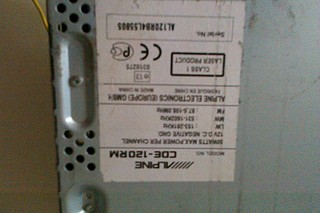 ALPINE
MODEL NO. CDE-120RM
50WATTS MAX.POWER PER CHANNEL
12V D.C. NEGATIVE GND.
LW 153-281KHz
MW 531-1602KHz
FM 87.5-108.0MHz
ALPINE ELECTRONICS (EUROPE) GMBH
FABRIQUE EN CHINE
MADE IN CHINA
CLASS 1
LASER PRODUCT
CE
Serial No.
AL120RB4L55805